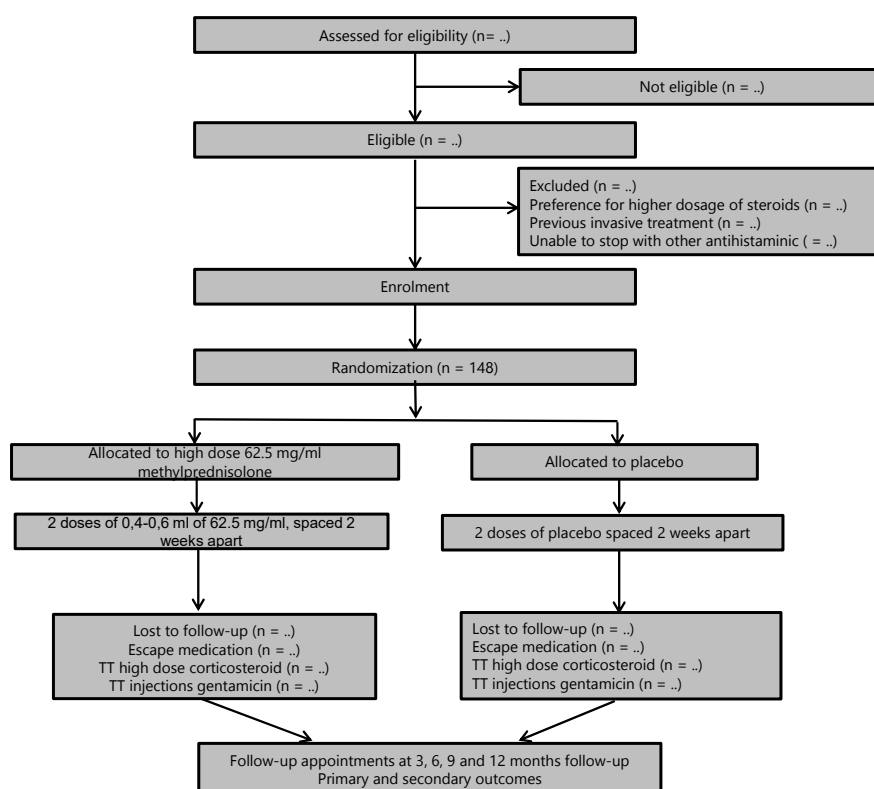 Assessed for eligibility (n= ..)
Not eligible (n = ..)
Eligible (n = ..)
Excluded (n = ..)
Preference for higher dosage of steroids (n = ..)
Previous invasive treatment (n = ..)
Unable to stop with other antihistaminic ( = ..)
Enrolment
Randomization (n = 148)
Allocated to high dose 62.5 mg/ml
methylprednisolone
Allocated to placebo
2 doses of 0,4-0,6 ml of 62.5 mg/ml, spaced 2
weeks apart
2 doses of placebo spaced 2 weeks apart
Lost to follow-up (n = ..)
Escape medication (n = ..)
TT high dose corticosteroid (n = ..)
TT injections gentamicin (n = ..)
Lost to follow-up (n = ..)
Escape medication (n = ..)
TT high dose corticosteroid (n = ..)
TT injections gentamicin (n = ..)
Follow-up appointments at 3, 6, 9 and 12 months follow-up
Primary and secondary outcomes